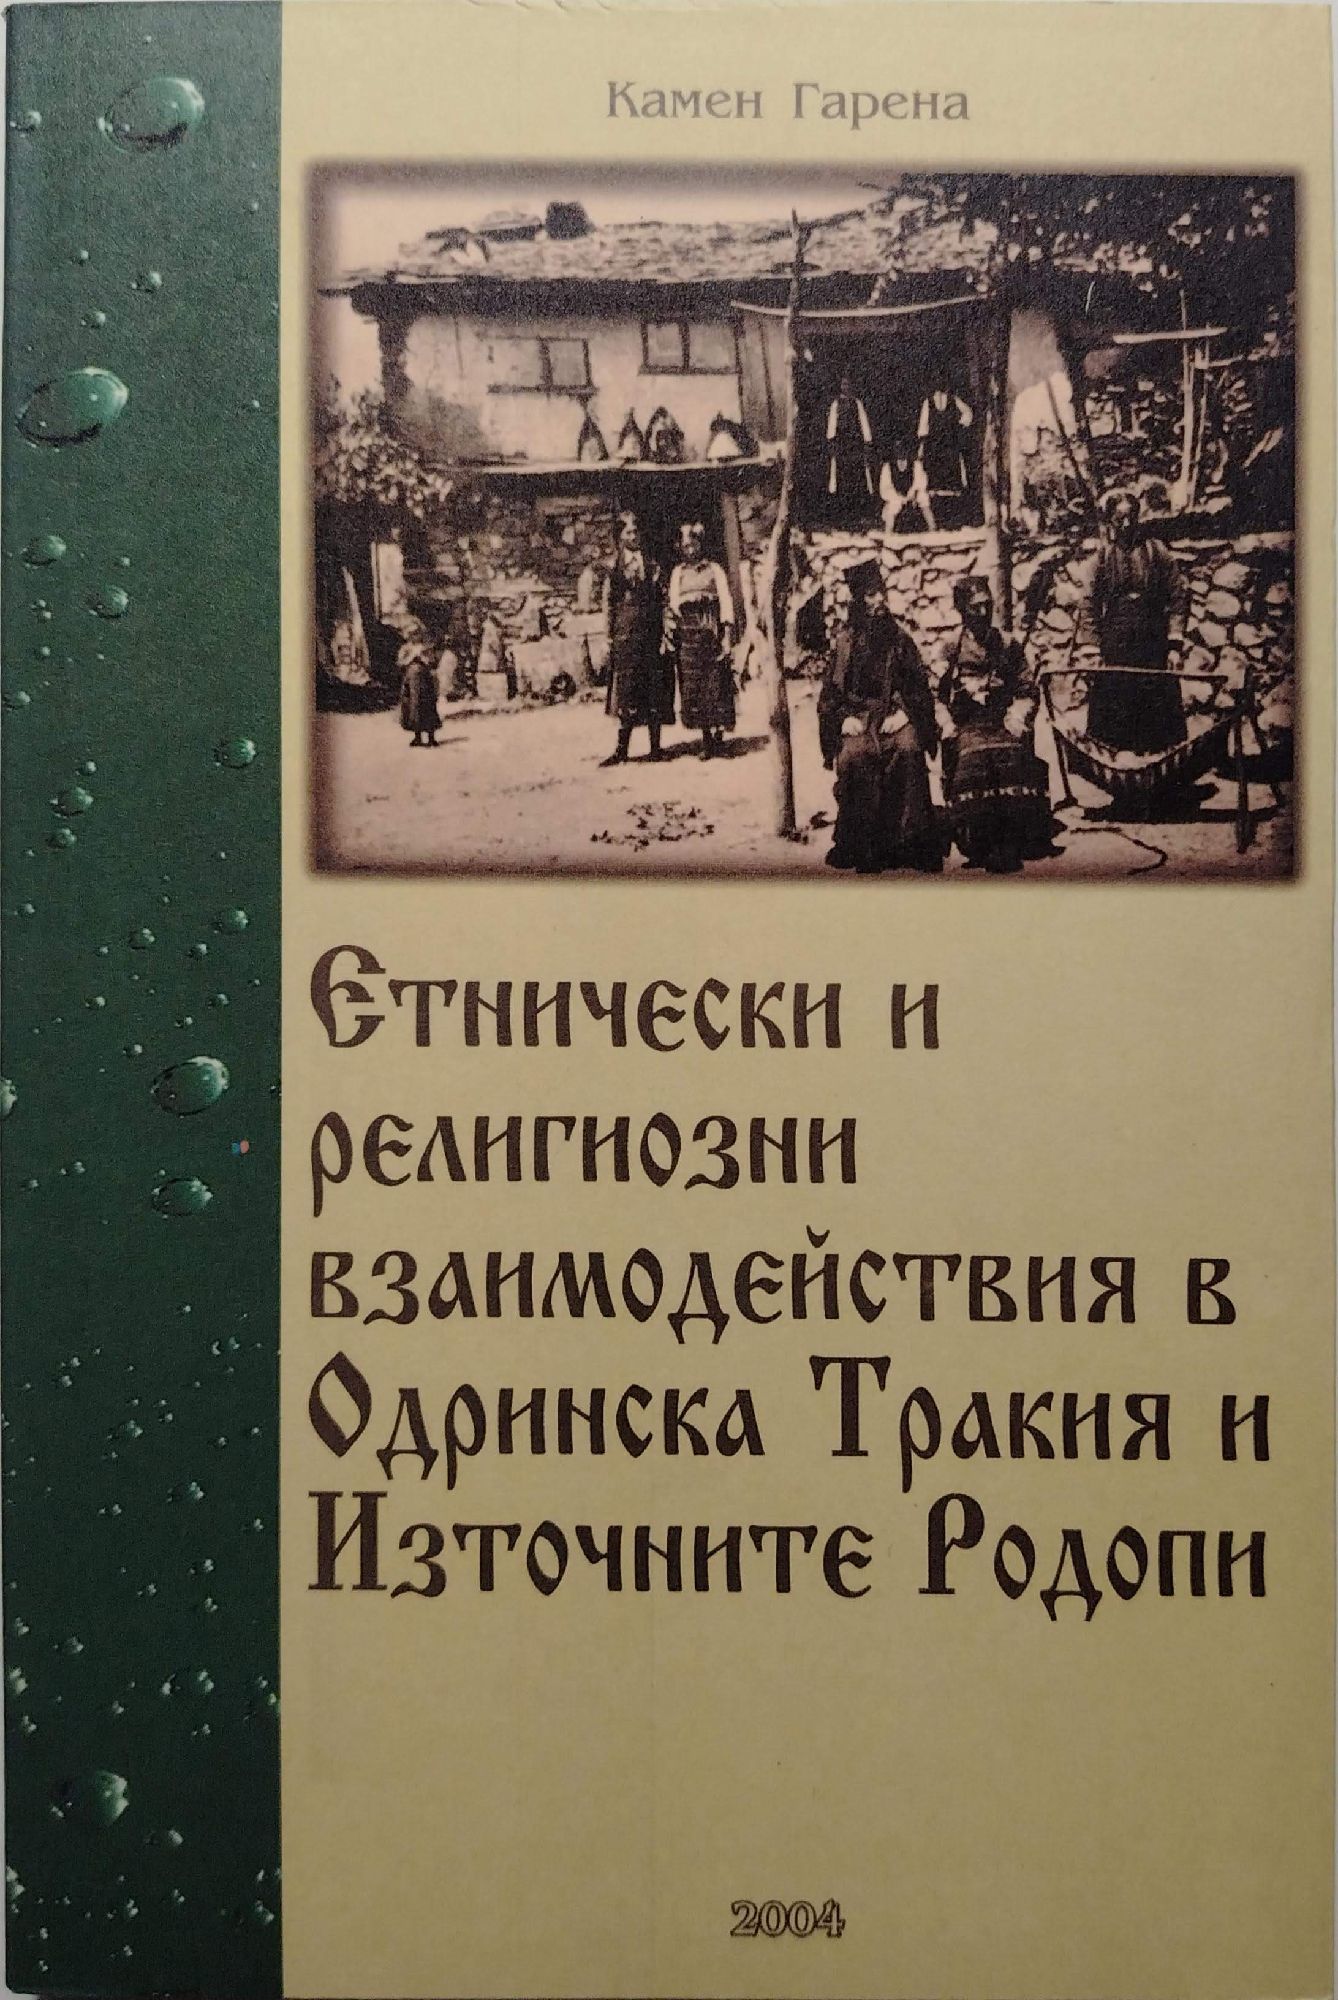 Камен Гарена
Етнически и
религиозни
взаимодействия в
Одринска Тракия и
Източните Родопи
2004